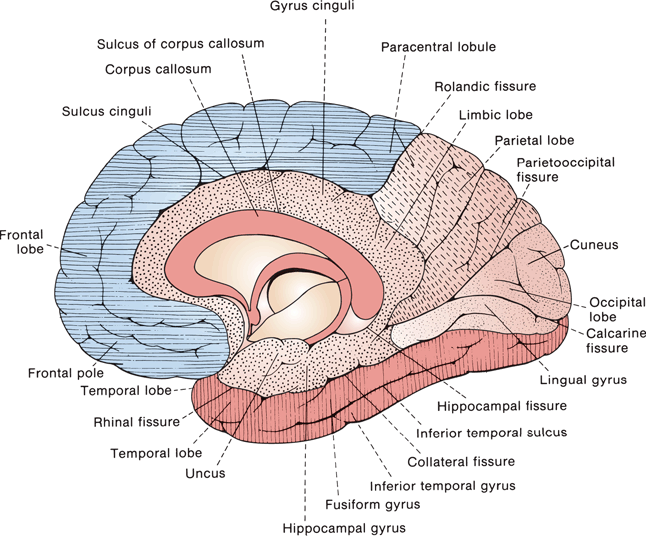 Gyrus cinguli
Sulcus of corpus callosum
Paracentral lobule
Corpus callosum
Rolandic fissure
Sulcus cinguli
Limbic lobe
Parietal lobe
Parietooccipital
fissure
Frontal
lobe
Cuneus
Occipital
lobe
Calcarine
fissure
Frontal pole
Lingual gyrus
Temporal lobe
Hippocampal fissure
Rhinal fissure
Inferior temporal sulcus
Temporal lobe
Collateral fissure
Uncus
Inferior temporal gyrus
Fusiform gyrus
Hippocampal gyrus